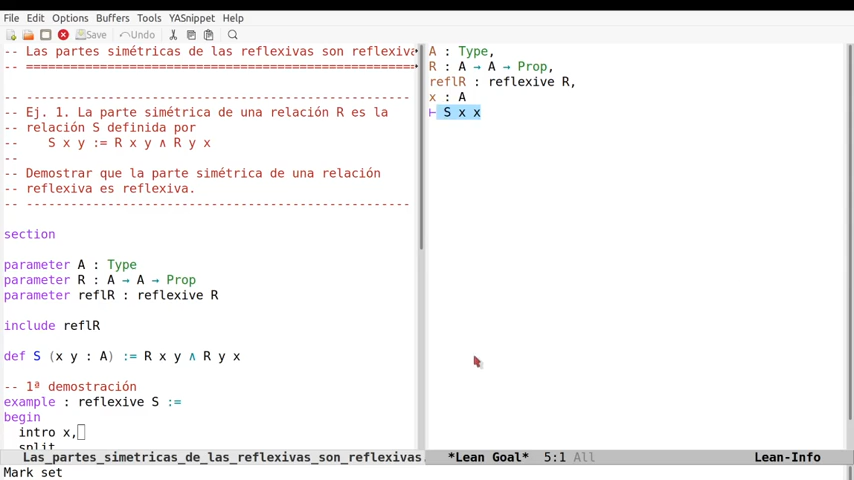 File Edit Options Buffers Tools YASnippet Help
Save Undo
-- Las partes simétricas de las reflexivas son reflexiva
-- =====================================================
-- ---------------------------------------------------
-- Ej. 1. La parte simétrica de una relación R es la
-- relación S definida por
--    S x y := R x y ∧ R y x
--
-- Demostrar que la parte simétrica de una relación
-- reflexiva es reflexiva.
-- ---------------------------------------------------
section
parameter A : Type
parameter R : A → A → Prop
parameter reflR : reflexive R
include reflR
def S (x y : A) := R x y ∧ R y x
-- 1ª demostración
example : reflexive S :=
begin
  intro x,
  split
Las_partes_simetricas_de_las_reflexivas_son_reflexivas.
A : Type,
R : A → A → Prop,
reflR : reflexive R,
x : A
⊢ S x x
*Lean Goal* 5:1 All Lean-Info
Mark set